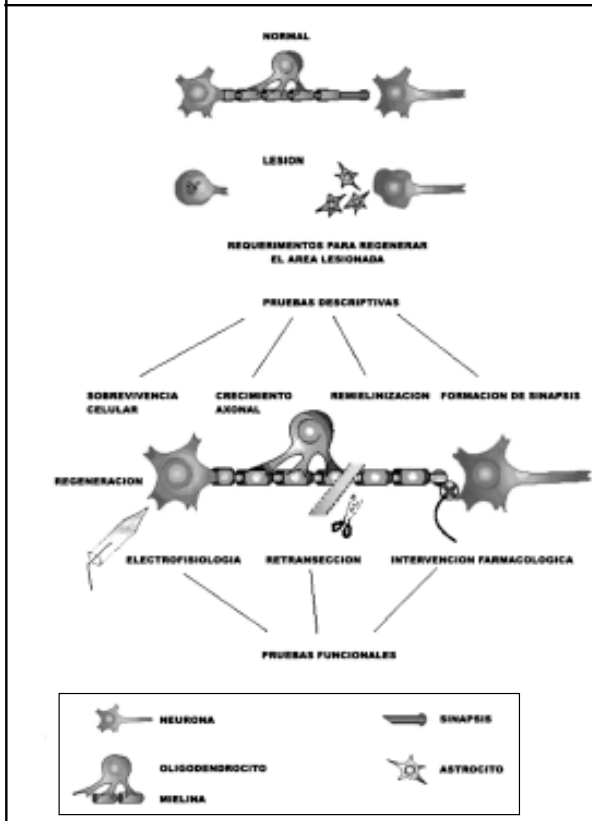 NORMAL
LESION
REQUERIMENTOS PARA REGENERAR
EL AREA LESIONADA
PRUEBAS DESCRIPTIVAS
SOBREVIVENCIA
CELULAR
CRECIMIENTO
AXONAL
REMIELINIZACION
FORMACION DE SINAPSIS
REGENERACION
ELECTROFISIOLOGIA
RETRANSECCION
INTERVENCION FARMACOLOGICA
PRUEBAS FUNCIONALES
NEURONA
SINAPSIS
OLIGODENDROCITO
ASTROCITO
MIELINA